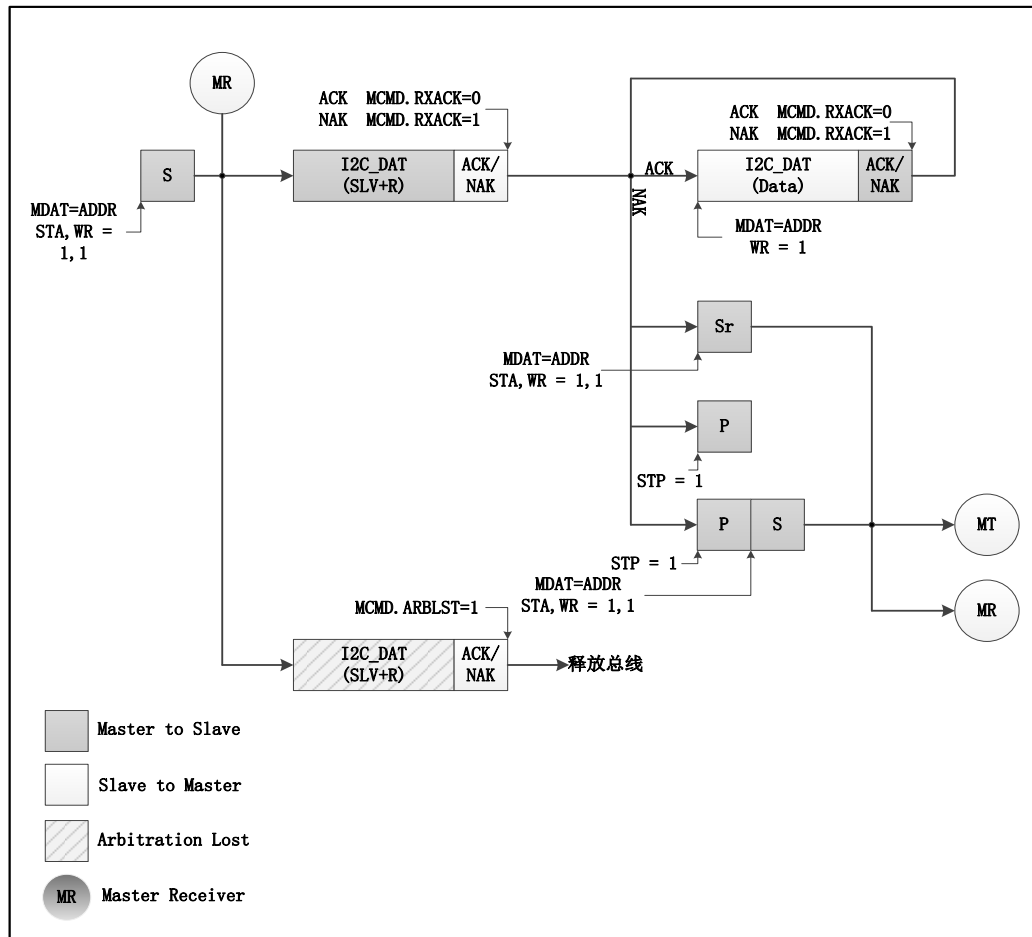 MR
ACK MCMD.RXACK=0
NAK MCMD.RXACK=1
ACK MCMD.RXACK=0
NAK MCMD.RXACK=1
S
I2C_DAT
(SLV+R)
ACK/
NAK
ACK
NAK
I2C_DAT
(Data)
ACK/
NAK
MDAT=ADDR
STA,WR =
1,1
MDAT=ADDR
WR = 1
Sr
MDAT=ADDR
STA,WR = 1,1
P
STP = 1
P
S
MT
STP = 1
MDAT=ADDR
STA,WR = 1,1
MR
MCMD.ARBLST=1
I2C_DAT
(SLV+R)
ACK/
NAK
释放总线
Master to Slave
Slave to Master
Arbitration Lost
MR Master Receiver